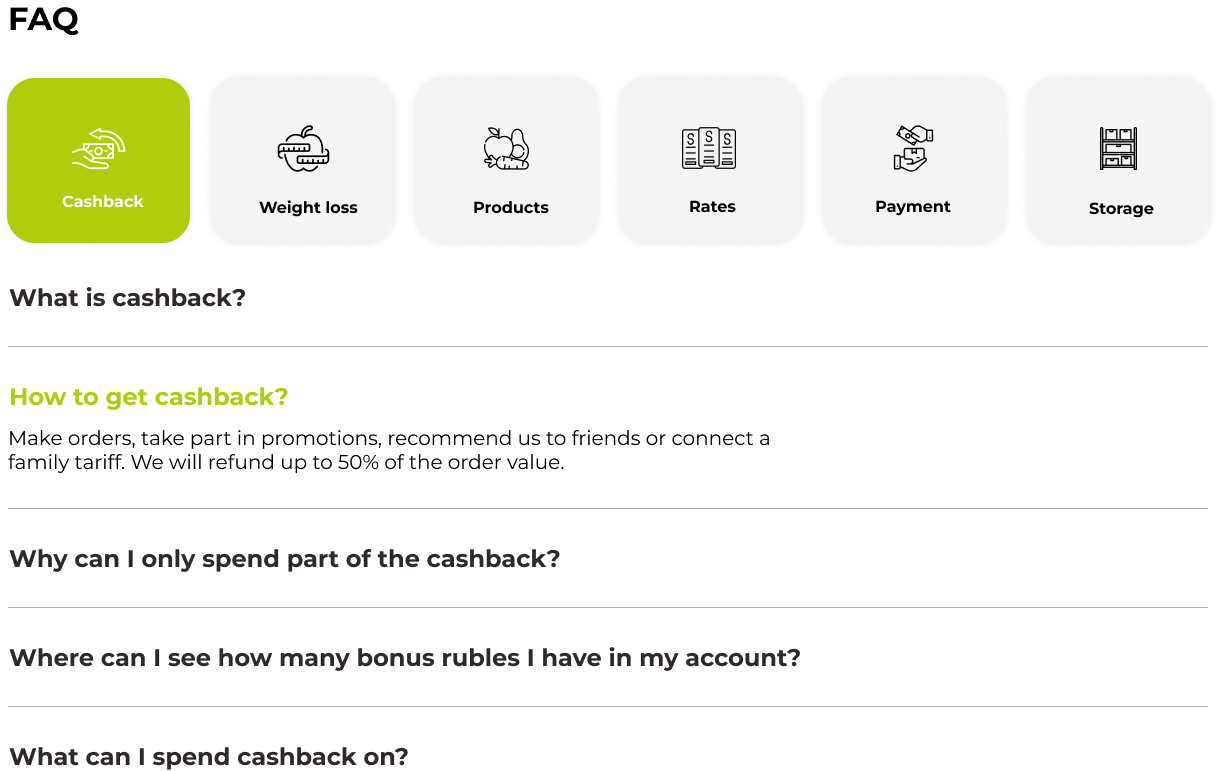 FAQ
Cashback
Weight loss
Products
Rates
Payment
Storage
What is cashback?
How to get cashback?
Make orders, take part in promotions, recommend us to friends or connect a
family tariff. We will refund up to 50% of the order value.
Why can I only spend part of the cashback?
Where can I see how many bonus rubles I have in my account?
What can I spend cashback on?